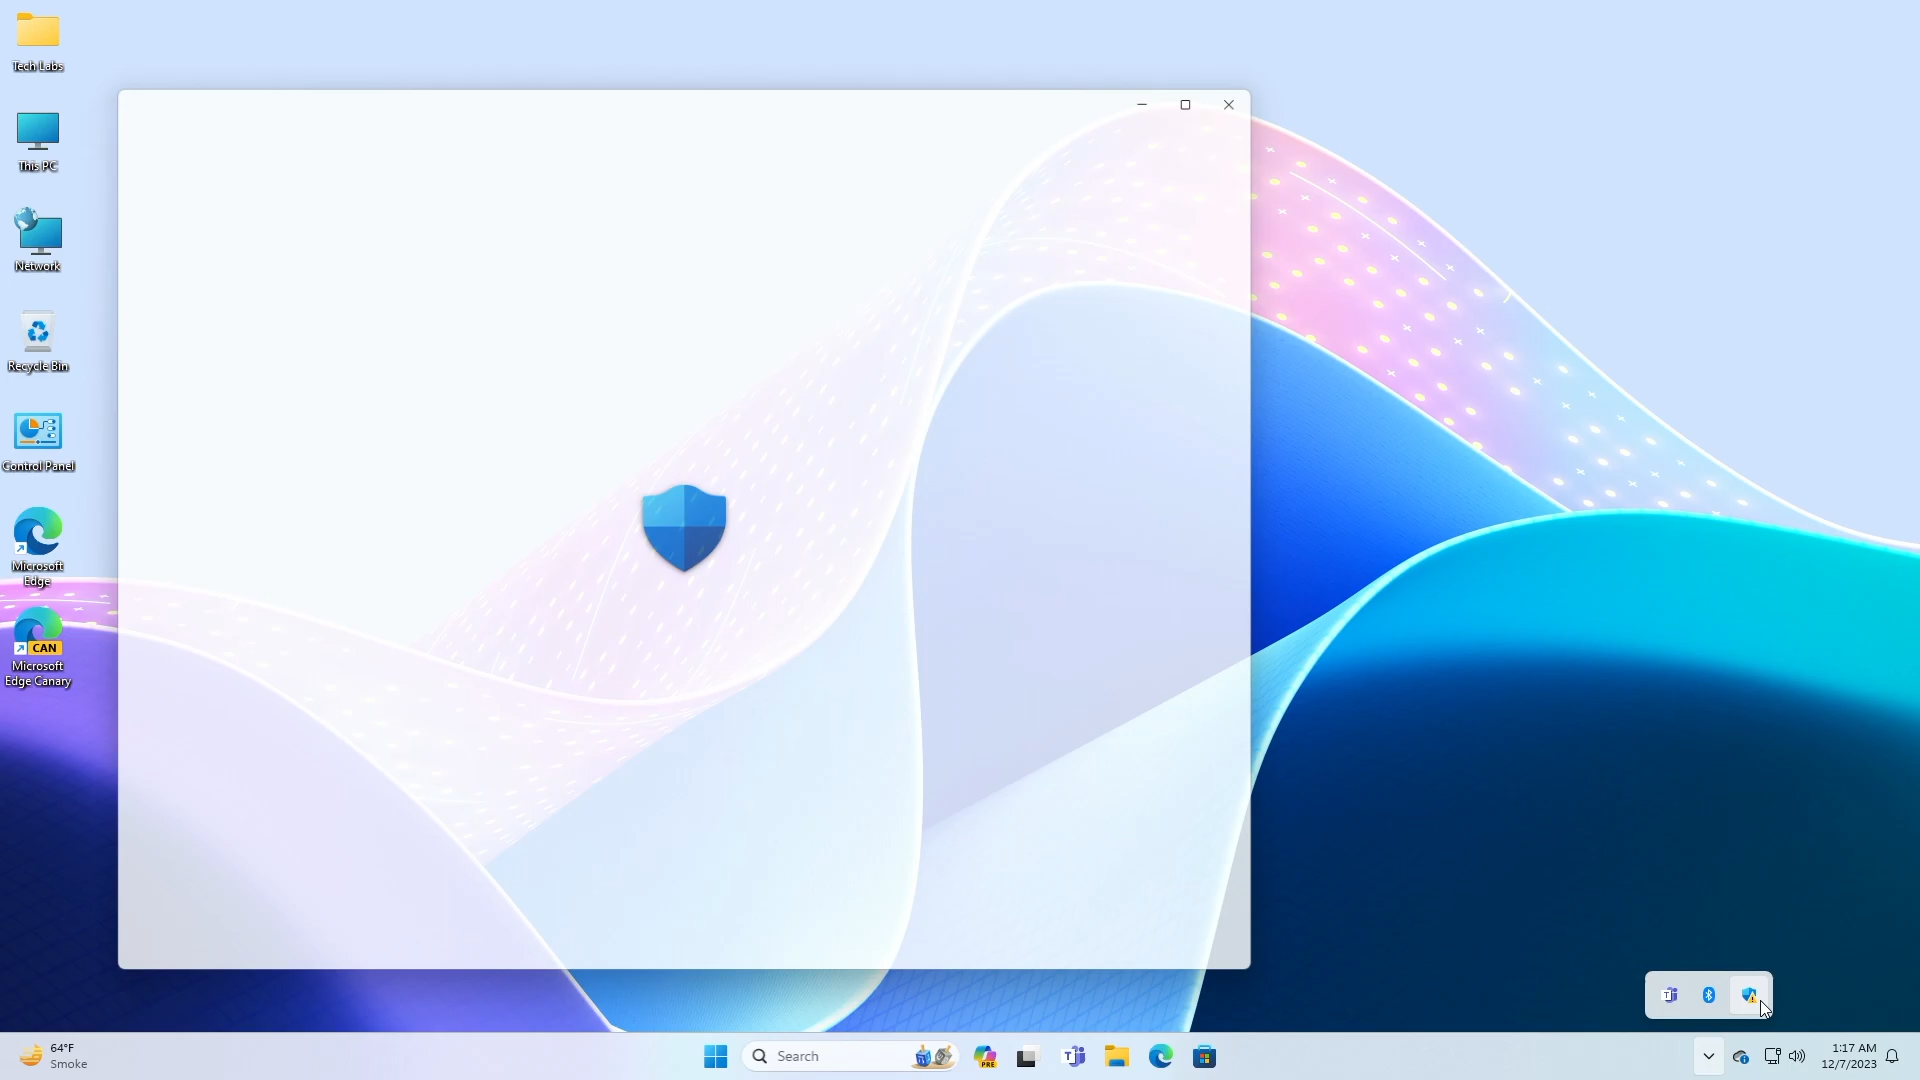 Tech Labs
This PC
Network
Recycle Bin
Control Panel
Microsoft
Edge
CAN
Microsoft
Edge Canary
64°F
Smoke
Search
PRE
T
T
1:17 AM
12/7/2023